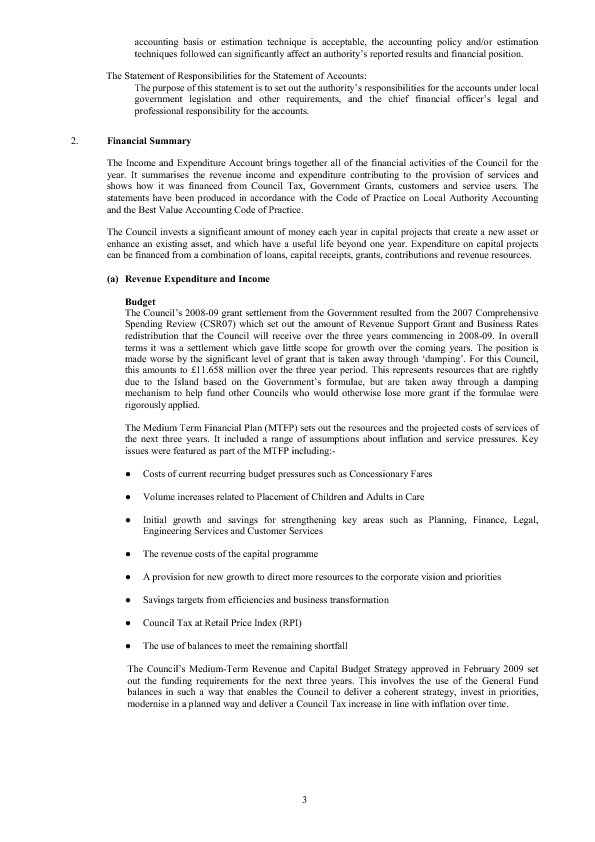 accounting basis or estimation technique is acceptable, the accounting policy and/or estimation
techniques followed can significantly affect an authority's reported results and financial position.
The Statement of Responsibilities for the Statement of Accounts:
The purpose of this statement is to set out the authority's responsibilities for the accounts under local
government legislation and other requirements, and the chief financial officer's legal and
professional responsibility for the accounts.
2. Financial Summary
The Income and Expenditure Account brings together all of the financial activities of the Council for the
year. It summarises the revenue income and expenditure contributing to the provision of services and
shows how it was financed from Council Tax, Government Grants, customers and service users. The
statements have been produced in accordance with the Code of Practice on Local Authority Accounting
and the Best Value Accounting Code of Practice.
The Council invests a significant amount of money each year in capital projects that create a new asset or
enhance an existing asset, and which have a useful life beyond one year. Expenditure on capital projects
can be financed from a combination of loans, capital receipts, grants, contributions and revenue resources.
(a) Revenue Expenditure and Income
Budget
The Council's 2008-09 grant settlement from the Government resulted from the 2007 Comprehensive
Spending Review (CSR07) which set out the amount of Revenue Support Grant and Business Rates
redistribution that the Council will receive over the three years commencing in 2008-09. In overall
terms it was a settlement which gave little scope for growth over the coming years. The position is
made worse by the significant level of grant that is taken away through 'damping'. For this Council,
this amounts to £11.658 million over the three year period. This represents resources that are rightly
due to the Island based on the Government's formulae, but are taken away through a damping
mechanism to help fund other Councils who would otherwise lose more grant if the formulae were
rigorously applied.
The Medium Term Financial Plan (MTFP) sets out the resources and the projected costs of services of
the next three years. It included a range of assumptions about inflation and service pressures. Key
issues were featured as part of the MTFP including:-
● Costs of current recurring budget pressures such as Concessionary Fares
● Volume increases related to Placement of Children and Adults in Care
● Initial growth and savings for strengthening key areas such as Planning, Finance, Legal,
Engineering Services and Customer Services
● The revenue costs of the capital programme
● A provision for new growth to direct more resources to the corporate vision and priorities
● Savings targets from efficiencies and business transformation
● Council Tax at Retail Price Index (RPI)
● The use of balances to meet the remaining shortfall
The Council's Medium-Term Revenue and Capital Budget Strategy approved in February 2009 set
out the funding requirements for the next three years. This involves the use of the General Fund
balances in such a way that enables the Council to deliver a coherent strategy, invest in priorities,
modernise in a planned way and deliver a Council Tax increase in line with inflation over time.
3